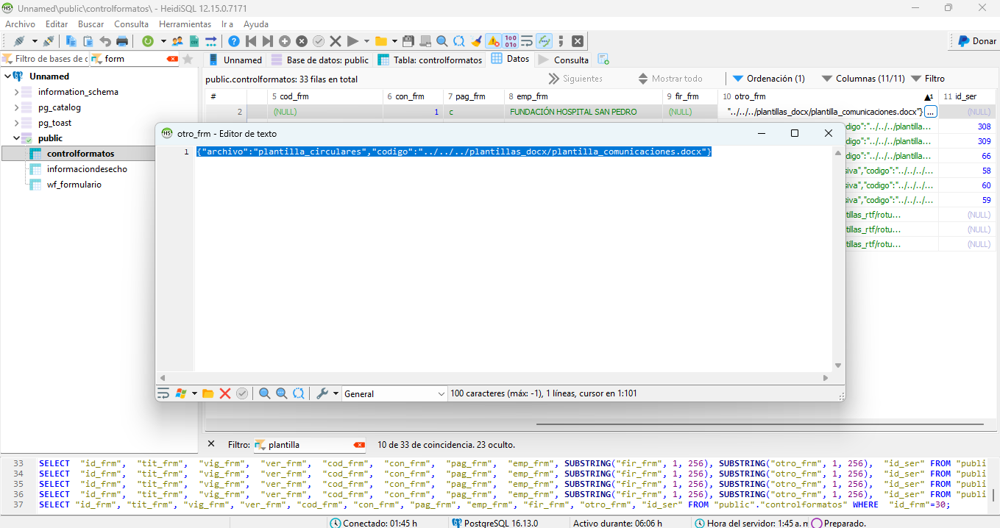 Unnamed\public\controlformatos\ - HeidiSQL 12.15.0.7171
Archivo Editar Buscar Consulta Herramientas Ir a Ayuda
Donar
Filtro de bases de d form
Unnamed Base de datos: public Tabla: controlformatos Datos Consulta
Unnamed
information_schema
pg_catalog
pg_toast
public
controlformatos
informaciondesecho
wf_formulario
public.controlformatos: 33 filas en total Siguientes Mostrar todo Ordenación (1) Columnas (11/11) Filtro
# 5 cod_frm 6 con_frm 7 pag_frm 8 emp_frm 9 fir_frm 10 otro_frm 1 11 id_ser
2 (NULL) 1 c FUNDACIÓN HOSPITAL SAN PEDRO (NULL) "../../../plantillas_docx/plantilla_comunicaciones.docx"} ... (NULL)
digo":"../../../plantilla... 308
digo":"../../../plantilla... 309
digo":"../../../plantilla... 66
siva","codigo":"../../../... 58
siva","codigo":"../../../... 60
siva","codigo":"../../../... 59
tillas_rtf/rotu... (NULL)
tillas_rtf/rotu... (NULL)
tillas_rtf/rotu... (NULL)
otro_frm - Editor de texto
1 {"archivo":"plantilla_circulares","codigo":"../../../plantillas_docx/plantilla_comunicaciones.docx"}
General 100 caracteres (máx: -1), 1 líneas, cursor en 1:101
Filtro: plantilla 10 de 33 de coincidencia. 23 oculto.
33 SELECT "id_frm", "tit_frm", "vig_frm", "ver_frm", "cod_frm", "con_frm", "pag_frm", "emp_frm", SUBSTRING("fir_frm", 1, 256), SUBSTRING("otro_frm", 1, 256), "id_ser" FROM "publi
34 SELECT "id_frm", "tit_frm", "vig_frm", "ver_frm", "cod_frm", "con_frm", "pag_frm", "emp_frm", SUBSTRING("fir_frm", 1, 256), SUBSTRING("otro_frm", 1, 256), "id_ser" FROM "publi
35 SELECT "id_frm", "tit_frm", "vig_frm", "ver_frm", "cod_frm", "con_frm", "pag_frm", "emp_frm", SUBSTRING("fir_frm", 1, 256), SUBSTRING("otro_frm", 1, 256), "id_ser" FROM "publi
36 SELECT "id_frm", "tit_frm", "vig_frm", "ver_frm", "cod_frm", "con_frm", "pag_frm", "emp_frm", SUBSTRING("fir_frm", 1, 256), SUBSTRING("otro_frm", 1, 256), "id_ser" FROM "publi
37 SELECT "id_frm", "tit_frm", "vig_frm", "ver_frm", "cod_frm", "con_frm", "pag_frm", "emp_frm", "fir_frm", "otro_frm", "id_ser" FROM "public"."controlformatos" WHERE "id_frm"=30;
Conectado: 01:45 h PostgreSQL 16.13.0 Activo durante: 06:06 h Hora del servidor: 1:45 a. m Preparado.